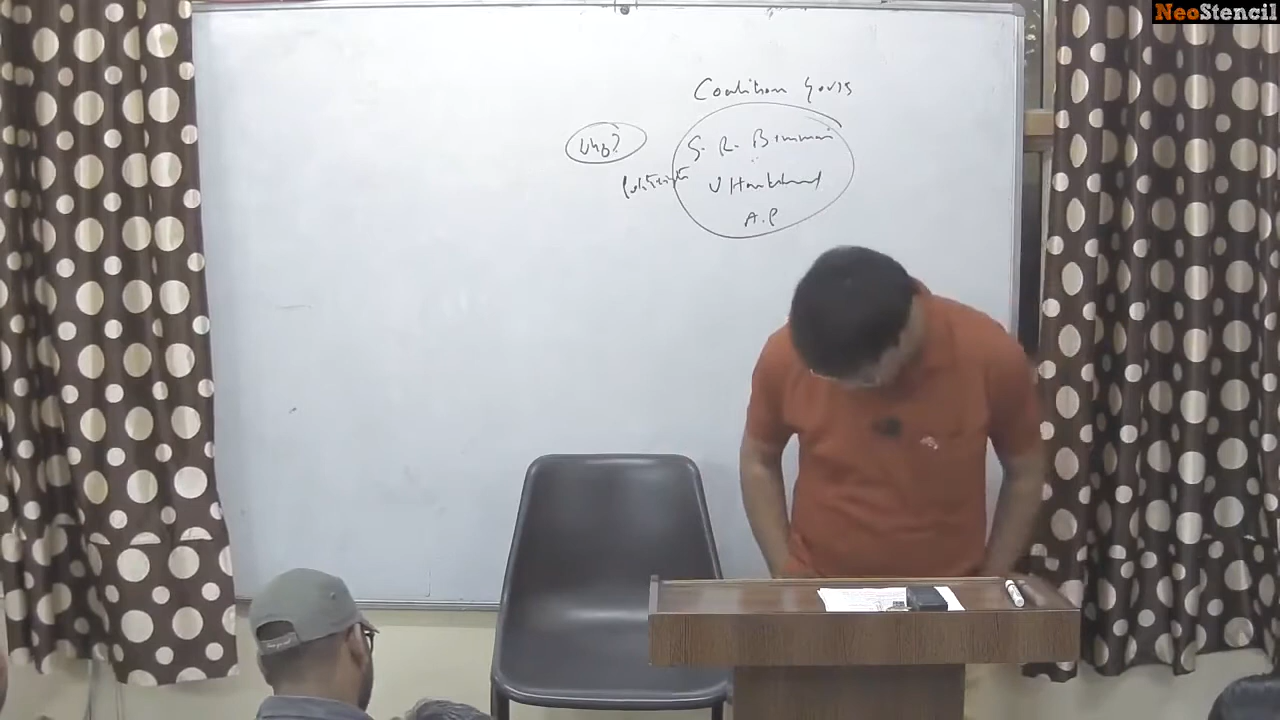 NeoStencil
Coalition Govts
Why?
S. R. Bommai
Uttarakhand
A.P